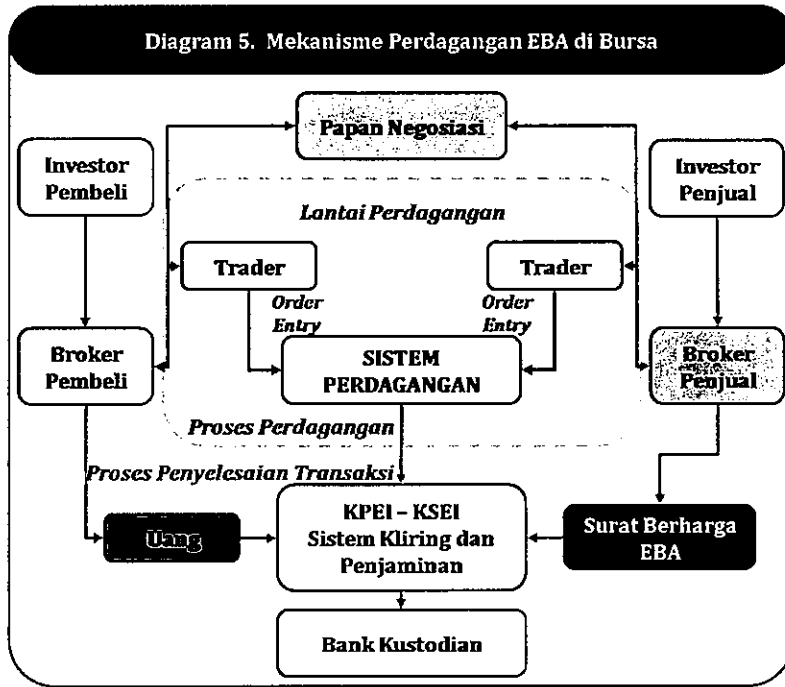 Diagram 5. Mekanisme Perdagangan EBA di Bursa
Papan Negosiasi
Investor
Pembeli
Investor
Penjual
Lantai Perdagangan
Trader
Trader
Order
Entry
Order
Entry
Broker
Pembeli
SISTEM
PERDAGANGAN
Broker
Penjual
Proses Perdagangan
Proses Penyelesaian Transaksi
KPEI – KSEI
Sistem Kliring dan
Penjaminan
Uang
Surat Berharga
EBA
Bank Kustodian